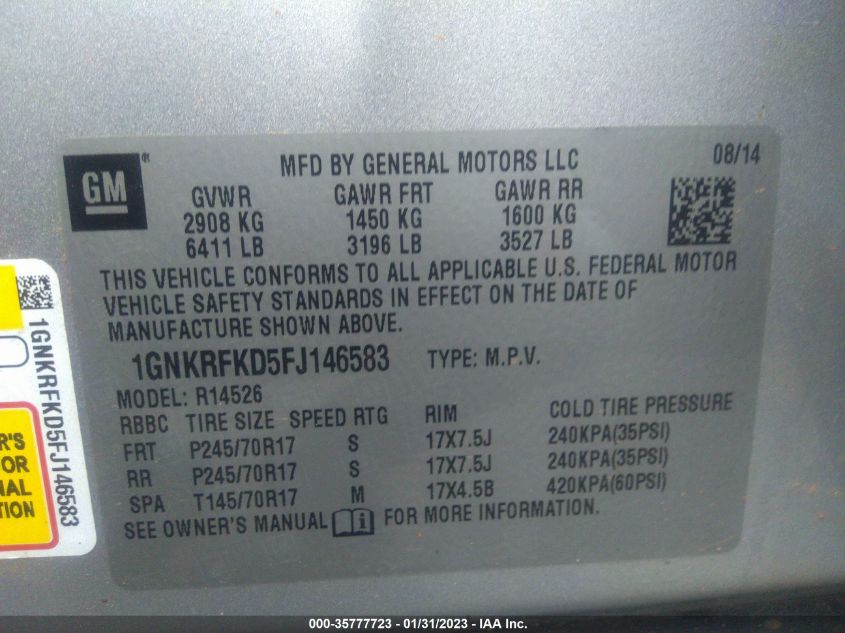 GM
MFD BY GENERAL MOTORS LLC 08/14
GVWR GAWR FRT GAWR RR
2908 KG 1450 KG 1600 KG
6411 LB 3196 LB 3527 LB
THIS VEHICLE CONFORMS TO ALL APPLICABLE U.S. FEDERAL MOTOR
VEHICLE SAFETY STANDARDS IN EFFECT ON THE DATE OF
MANUFACTURE SHOWN ABOVE.
1GNKRFKD5FJ146583 TYPE: M.P.V.
MODEL: R14526
RBBC TIRE SIZE SPEED RTG RIM COLD TIRE PRESSURE
FRT P245/70R17 S 17X7.5J 240KPA(35PSI)
RR P245/70R17 S 17X7.5J 240KPA(35PSI)
SPA T145/70R17 M 17X4.5B 420KPA(60PSI)
SEE OWNER'S MANUAL i FOR MORE INFORMATION.
1GNKRFKD5FJ146583
R'S
OR
NAL
TION
000-35777723 - 01/31/2023 - IAA Inc.